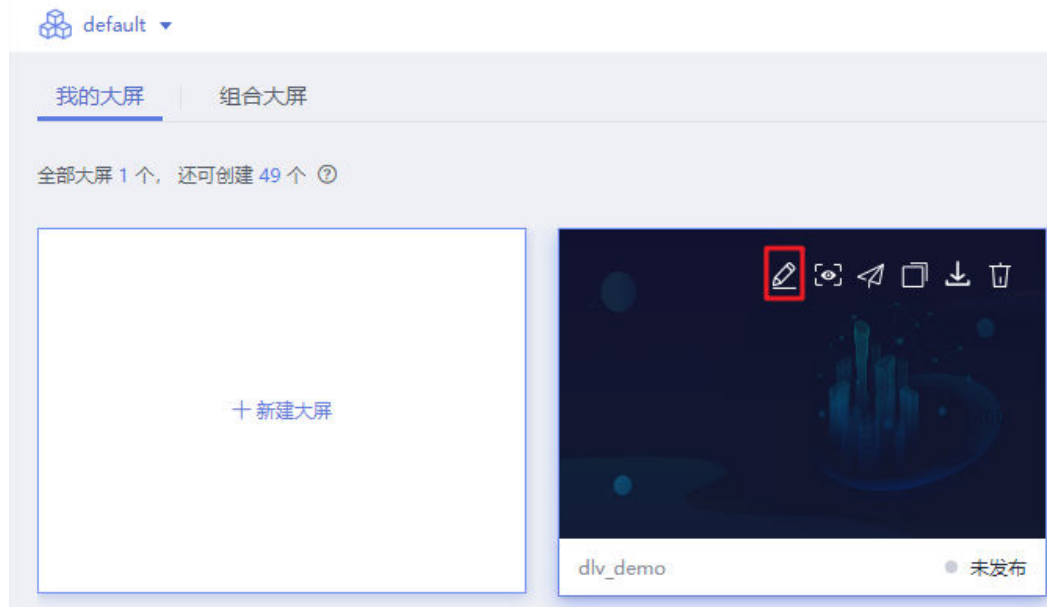 default
我的大屏 组合大屏
全部大屏 1 个, 还可创建 49 个 ?
+ 新建大屏
dlv_demo 未发布